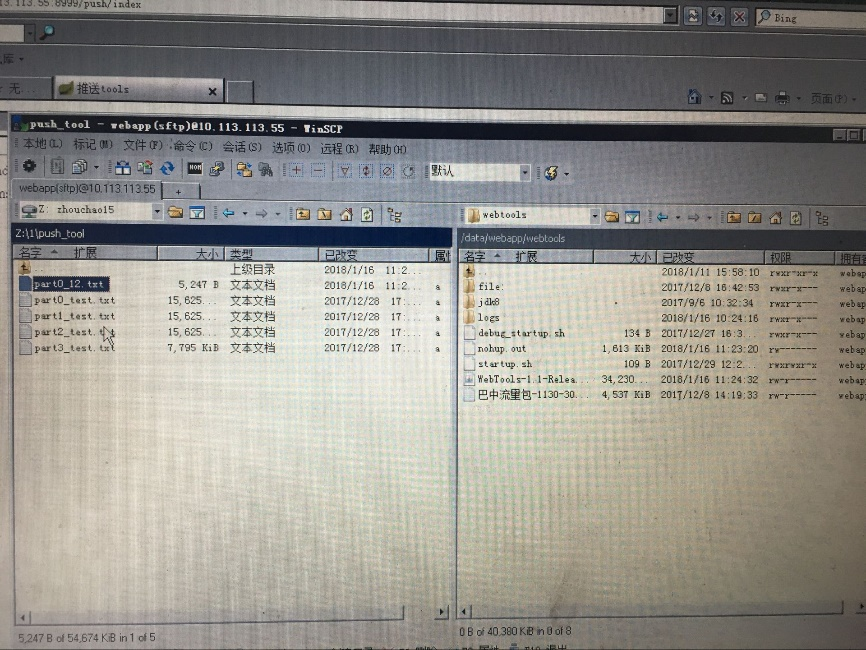 3.113.55:8999/push/index
Bing
无...
推送tools
页面(P)
push_tool - webapp(sftp)@10.113.113.55 - WinSCP
本地(L) 标记(M) 文件(F) 命令(C) 会话(S) 选项(O) 远程(R) 帮助(H)
默认
webapp(sftp)@10.113.113.55
Z: zhouchao15
webtools
Z:\1\push_tool
/data/webapp/webtools
名字 扩展 大小 类型 已改变 属
名字 扩展 大小 已改变 权限 拥有
.. 上级目录 2018/1/16 11:2...
part0_12.txt 5,247 B 文本文档 2018/1/16 11:2... a
part0_test.txt 15,625... 文本文档 2017/12/28 17:... a
part1_test.txt 15,625... 文本文档 2017/12/28 17:... a
part2_test.txt 15,625... 文本文档 2017/12/28 17:... a
part3_test.txt 7,795 KiB 文本文档 2017/12/28 17:... a
.. 2018/1/11 15:58:10 rwxr-xr-x webap
file: 2017/12/8 16:42:53 rwxr-x--- webap
jdk8 2017/9/6 10:32:34 rwxr-x--- webap
logs 2018/1/16 10:24:16 rwxr-x--- webap
debug_startup.sh 134 B 2017/12/27 16:3... rwxr-x--- webap
nohup.out 1,613 KiB 2018/1/16 11:23:20 rw------- webap
startup.sh 109 B 2017/12/29 12:2... rwxrwxr-x webap
WebTools-1.1-Relea... 34,230... 2018/1/16 11:24:32 rw-r----- webap
巴中流里包-1130-30... 4,537 KiB 2017/12/8 14:19:33 rw-r----- webap
5,247 B of 54,674 KiB in 1 of 5
0 B of 40,380 KiB in 0 of 8